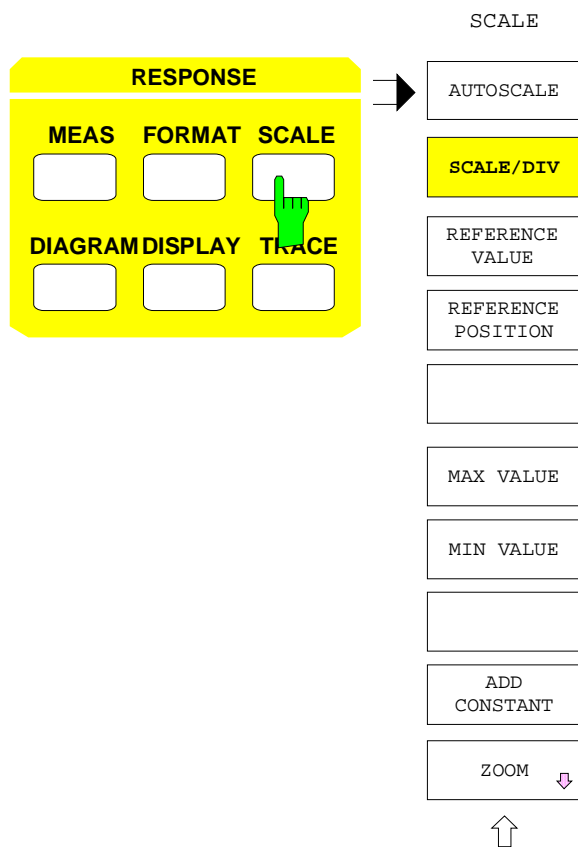 SCALE
RESPONSE
MEAS FORMAT SCALE
DIAGRAM DISPLAY TRACE
AUTOSCALE
SCALE/DIV
REFERENCE
VALUE
REFERENCE
POSITION
MAX VALUE
MIN VALUE
ADD
CONSTANT
ZOOM